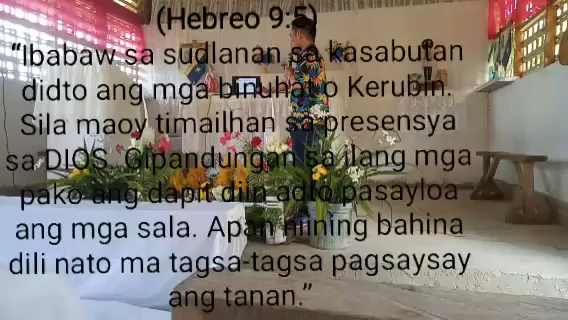 (Hebreo 9:5)
“Ibabaw sa sudlanan sa kasabutan
didto ang mga binuhat o Kerubin.
Sila maoy timailhan sa presensya
sa DIOS. Gipandungan sa ilang mga
pako ang dapit diin adto pasayloa
ang mga sala. Apan niining bahina
dili nato ma tagsa-tagsa pagsaysay
ang tanan.”